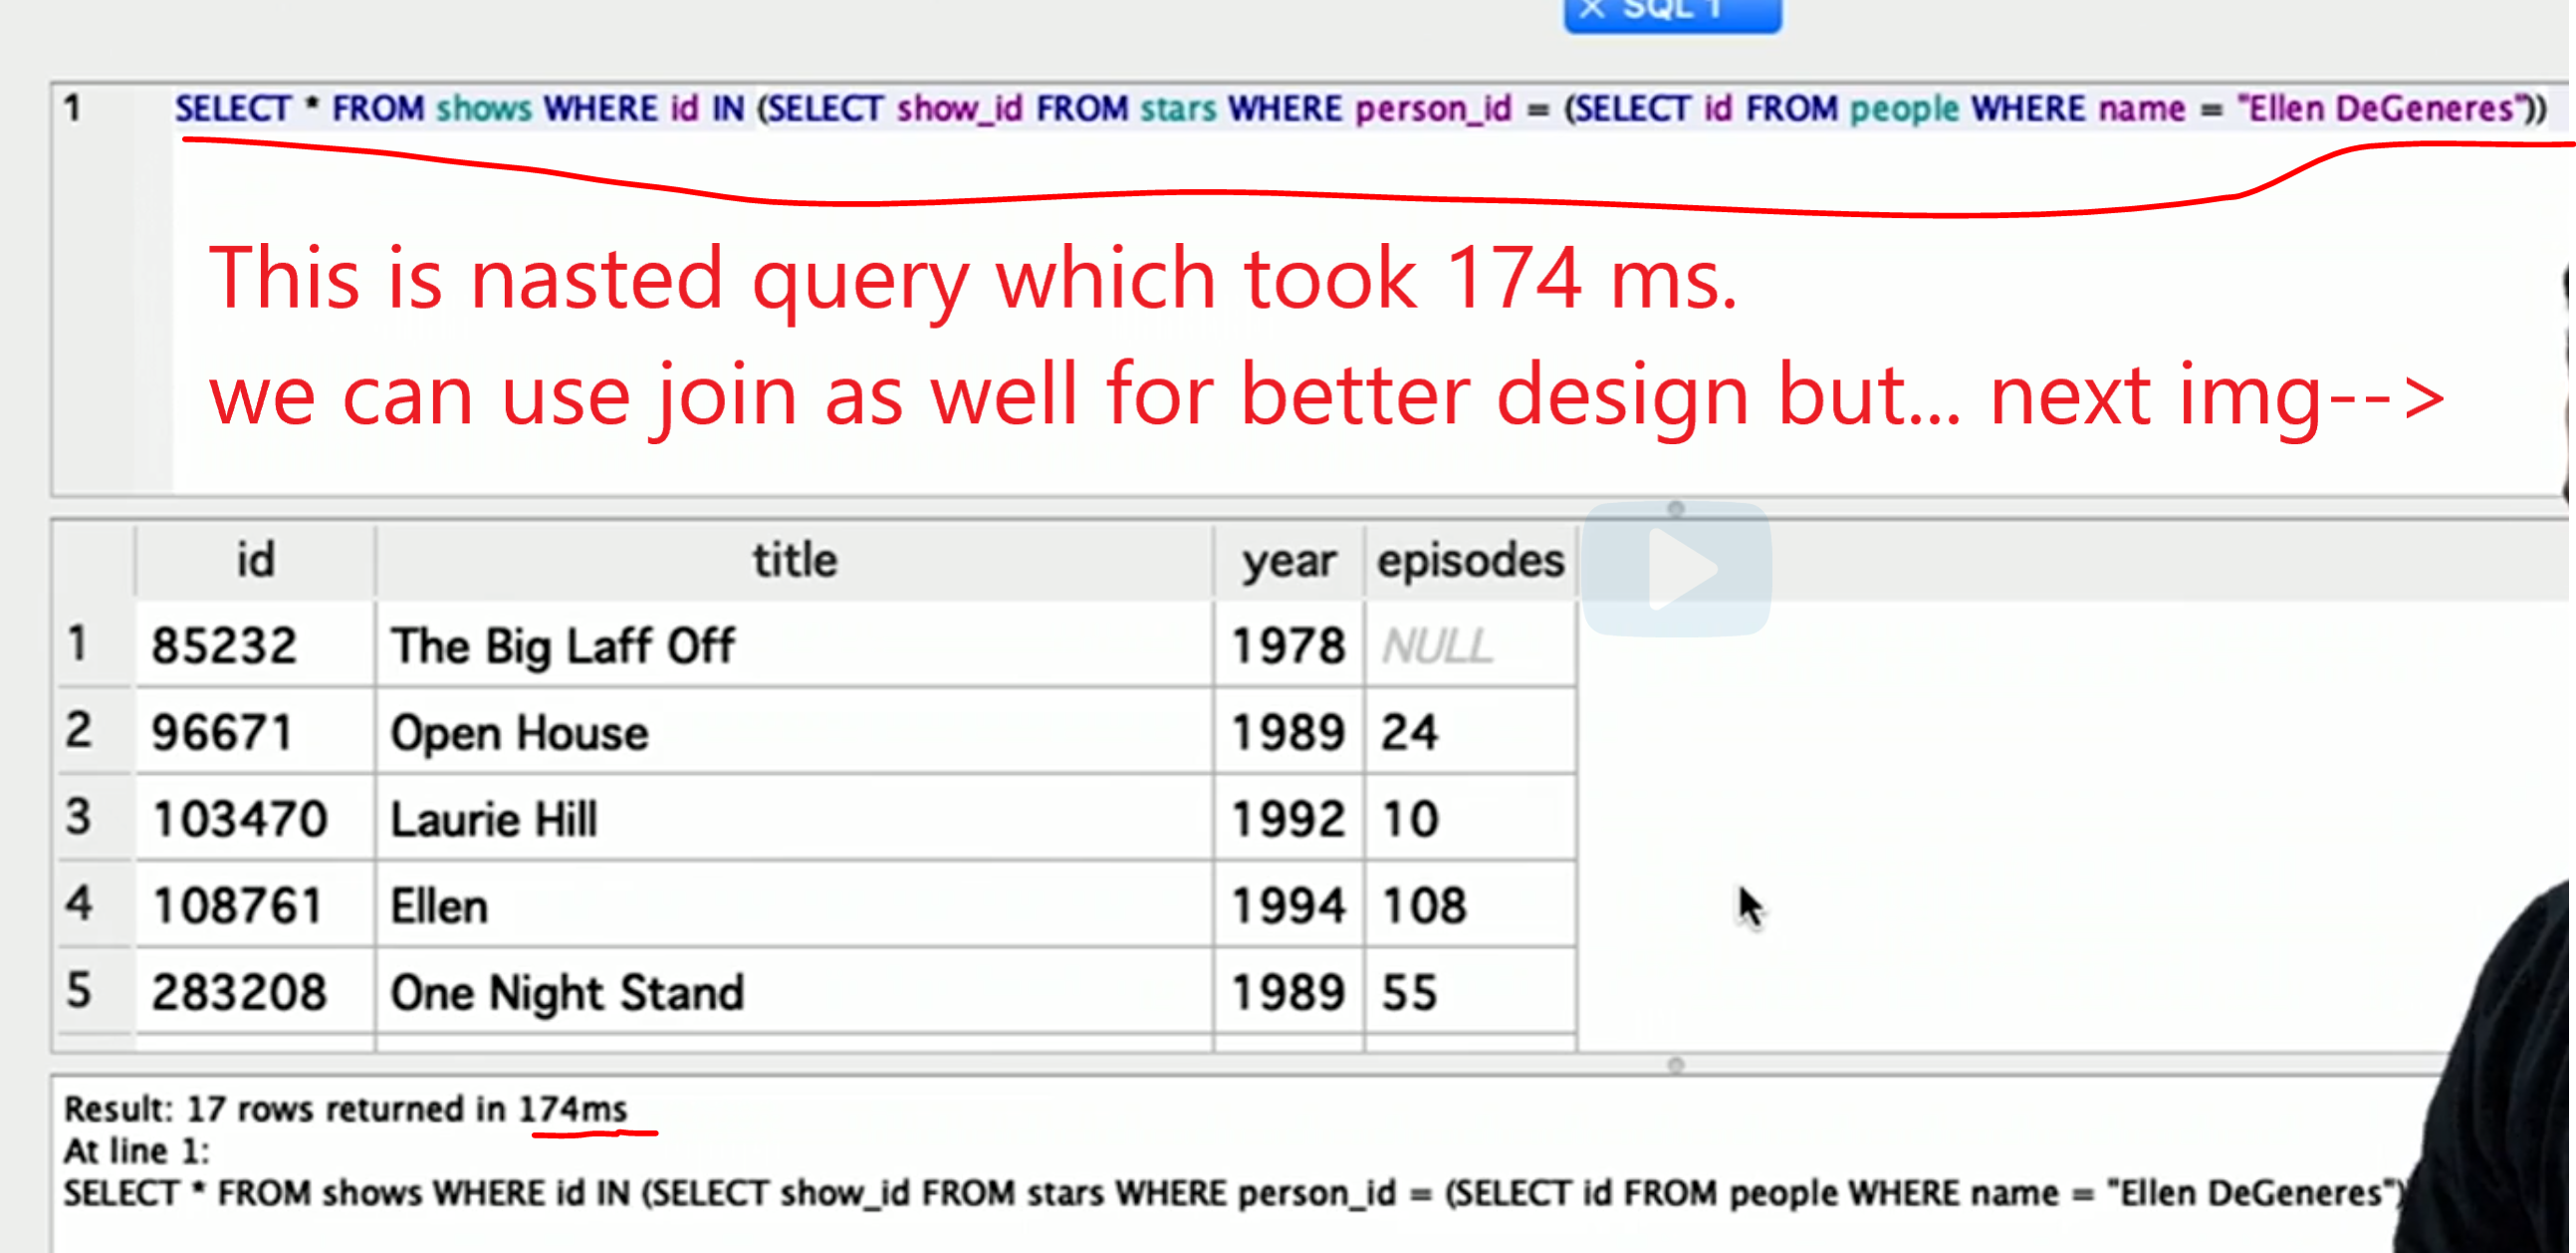 × SQL 1
1 SELECT * FROM shows WHERE id IN (SELECT show_id FROM stars WHERE person_id = (SELECT id FROM people WHERE name = "Ellen DeGeneres"))
This is nasted query which took 174 ms.
we can use join as well for better design but... next img-->
id title year episodes
1 85232 The Big Laff Off 1978 NULL
2 96671 Open House 1989 24
3 103470 Laurie Hill 1992 10
4 108761 Ellen 1994 108
5 283208 One Night Stand 1989 55
Result: 17 rows returned in 174ms
At line 1:
SELECT * FROM shows WHERE id IN (SELECT show_id FROM stars WHERE person_id = (SELECT id FROM people WHERE name = "Ellen DeGeneres")